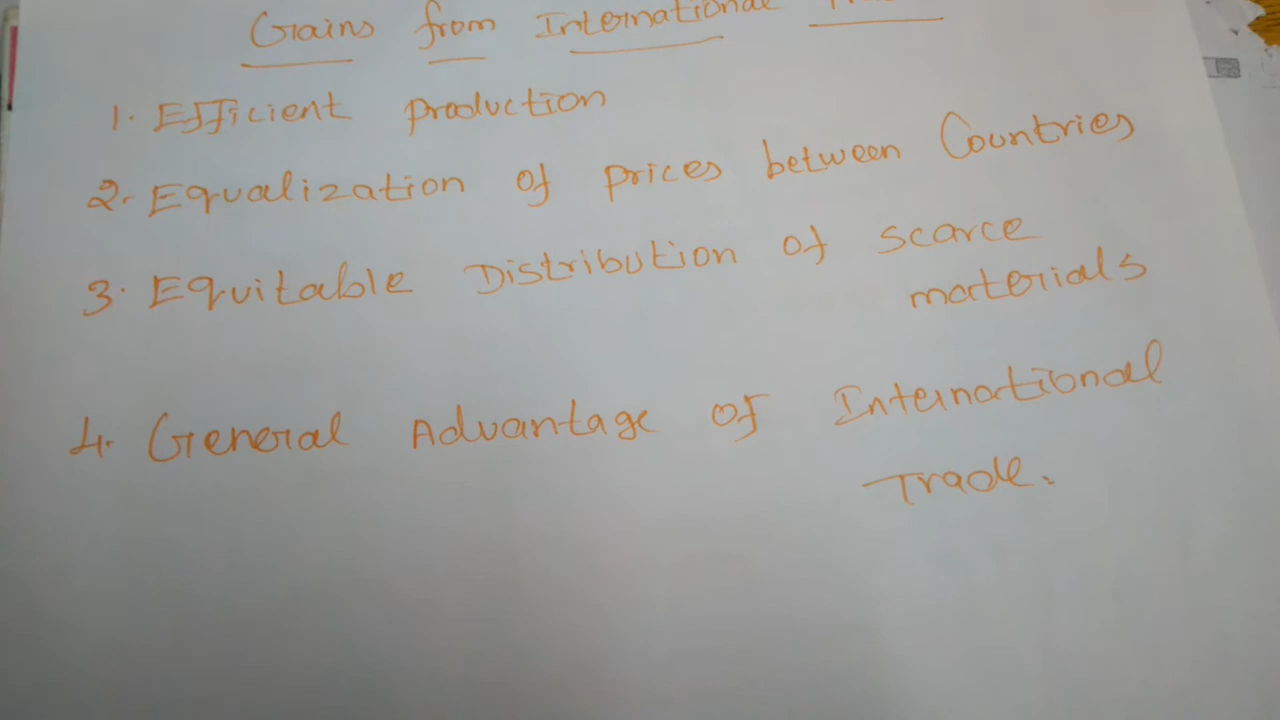 Gains from International
1. Efficient production
2. Equalization of prices between Countries
3. Equitable Distribution of scarce
materials
4. General Advantage of International
Trade.